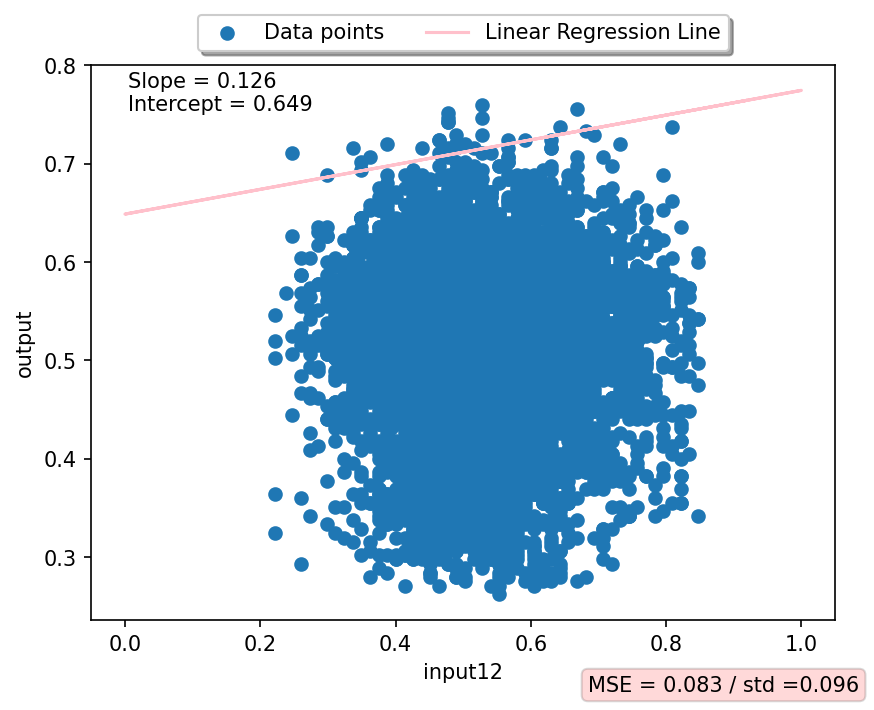 Data points
Linear Regression Line
Slope = 0.126
Intercept = 0.649
0.8
0.7
0.6
0.5
0.4
0.3
output
0.0
0.2
0.4
0.6
0.8
1.0
input12
MSE = 0.083 / std =0.096